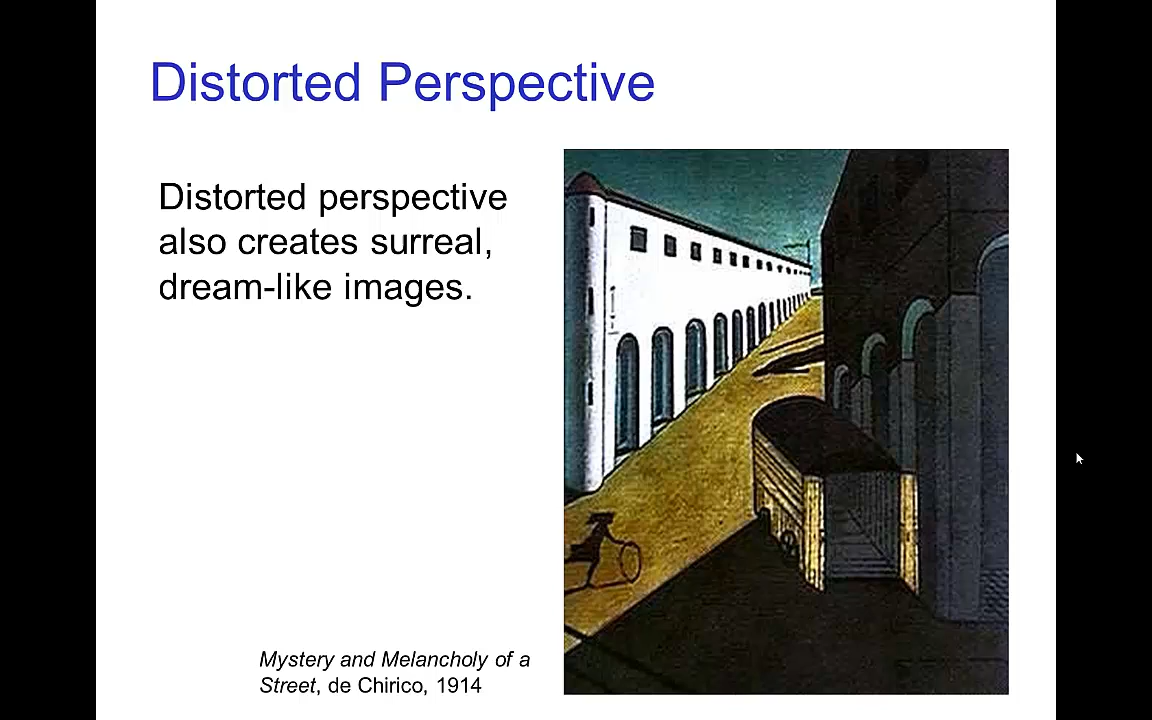 Distorted Perspective
Distorted perspective
also creates surreal,
dream-like images.
Mystery and Melancholy of a
Street, de Chirico, 1914